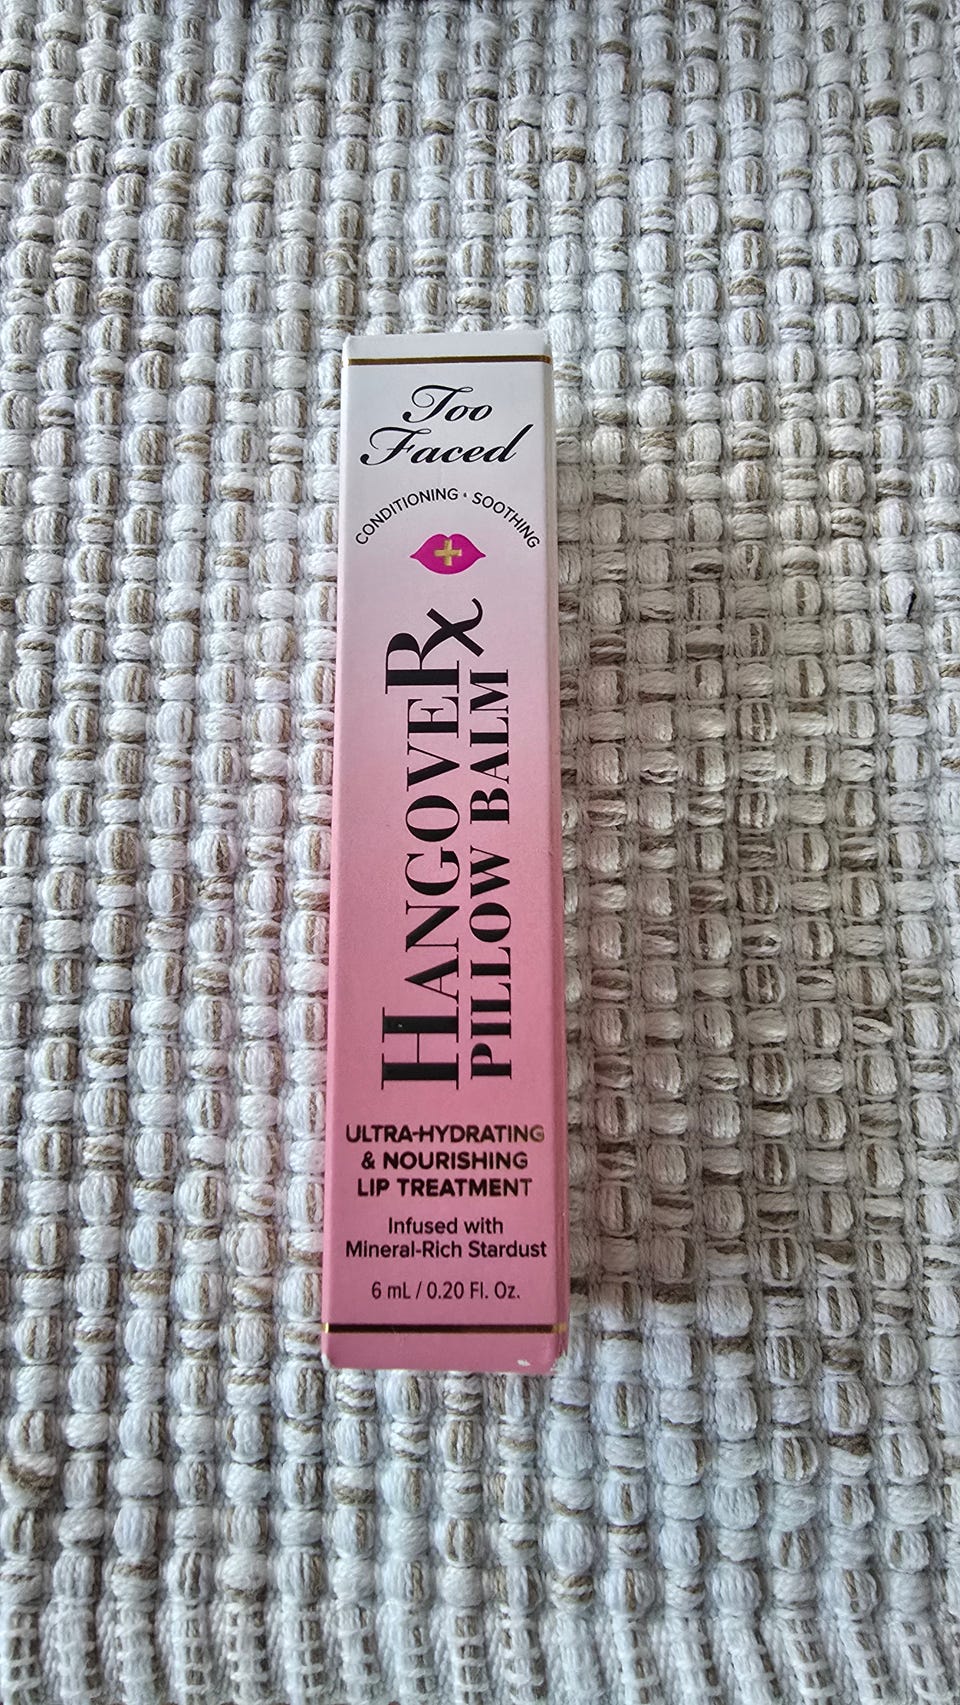 Too
Faced
CONDITIONING • SOOTHING
HANGOVERx
PILLOW BALM
ULTRA-HYDRATING
& NOURISHING
LIP TREATMENT
Infused with
Mineral-Rich Stardust
6 mL / 0.20 Fl. Oz.